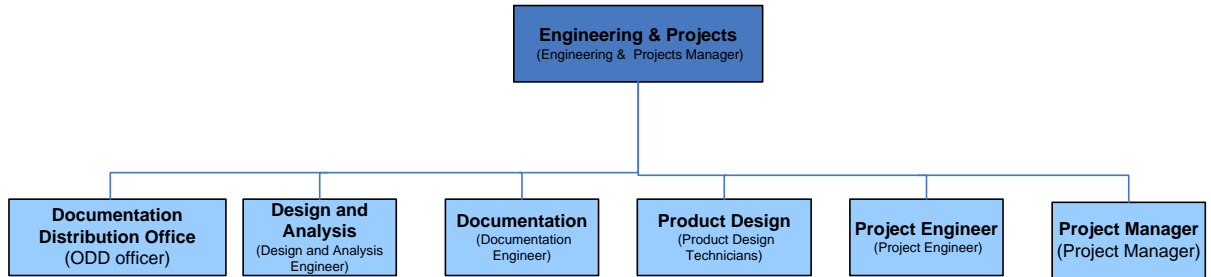 Engineering & Projects
(Engineering & Projects Manager)
Documentation
Distribution Office
(ODD officer)
Design and
Analysis
(Design and Analysis
Engineer)
Documentation
(Documentation
Engineer)
Product Design
(Product Design
Technicians)
Project Engineer
(Project Engineer)
Project Manager
(Project Manager)